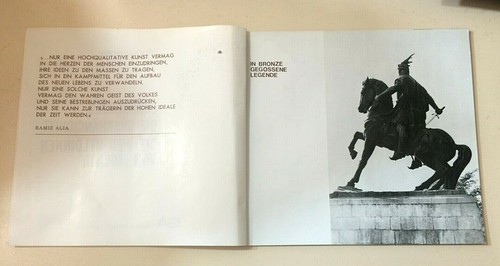 „...NUR EINE HOCHQUALITATIVE KUNST VERMAG
IN DIE HERZEN DER MENSCHEN EINZUDRINGEN,
IHRE IDEEN ZU DEN MASSEN ZU TRAGEN,
SICH IN EIN KAMPFMITTEL FÜR DEN AUFBAU
DES NEUEN LEBENS ZU VERWANDELN.
NUR EINE SOLCHE KUNST
VERMAG DEN WAHREN GEIST DES VOLKES
UND SEINE BESTREBUNGEN AUSZUDRÜCKEN,
NUR SIE KANN ZUR TRÄGERIN DER HOHEN IDEALE
DER ZEIT WERDEN„
RAMIZ ALIA
IN BRONZE
GEGOSSENE
LEGENDE